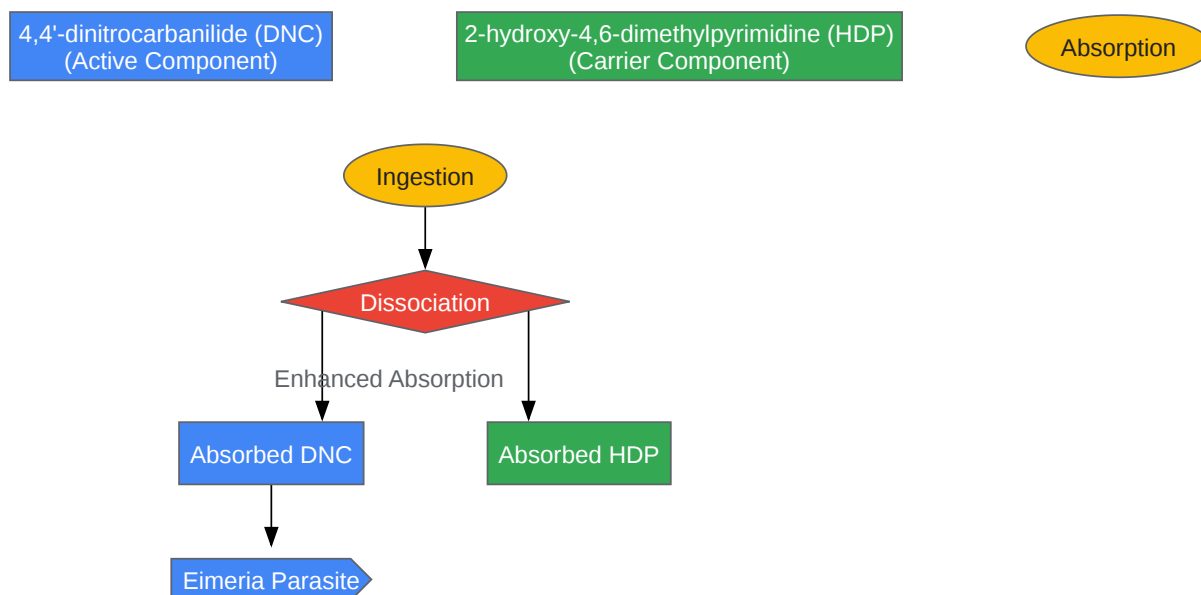 4,4'-dinitrocarbanilide (DNC)
(Active Component)
2-hydroxy-4,6-dimethylpyrimidine (HDP)
(Carrier Component)
Absorption
Ingestion
Dissociation
Enhanced Absorption
Absorbed DNC
Absorbed HDP
Eimeria Parasite